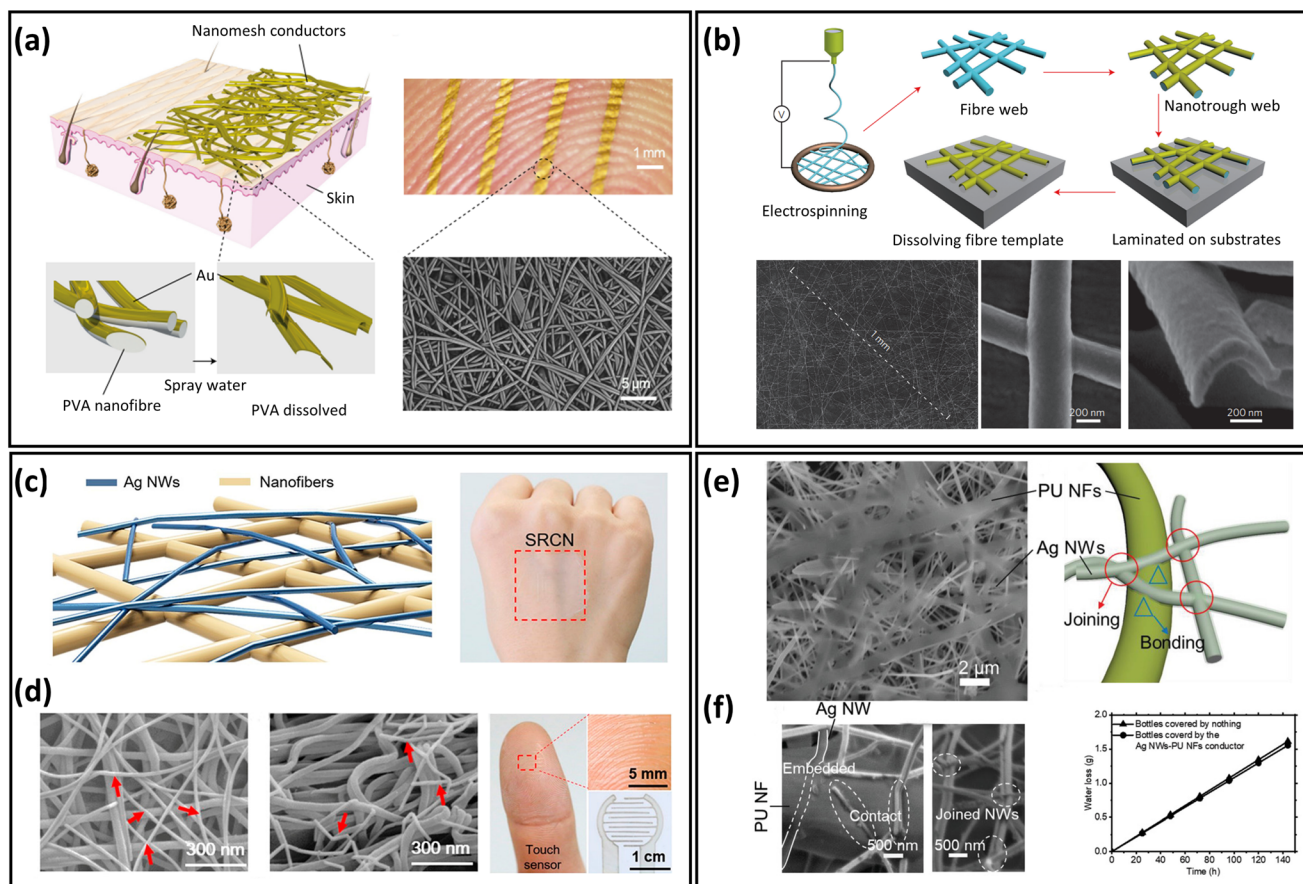 (a)
Nanomesh conductors
Skin
Au
PVA nanofibre
Spray water
PVA dissolved
1 mm
5 μm
(b)
V
Electrospinning
Fibre web
Nanotrough web
Dissolving fibre template
Laminated on substrates
1 mm
200 nm
200 nm
(c)
Ag NWs
Nanofibers
SRCN
(d)
300 nm
300 nm
Touch
sensor
5 mm
1 cm
(e)
PU NFs
Ag NWs
2 μm
Joining
Bonding
(f)
Ag NW
Embedded
PU NF
Contact
500 nm
Joined NWs
500 nm
Bottles covered by nothing
Bottles covered by the
Ag NWs-PU NFs conductor
Water loss (g)
2.0
1.5
1.0
0.5
0.0
0 20 40 60 80 100 120 140
Time (h)